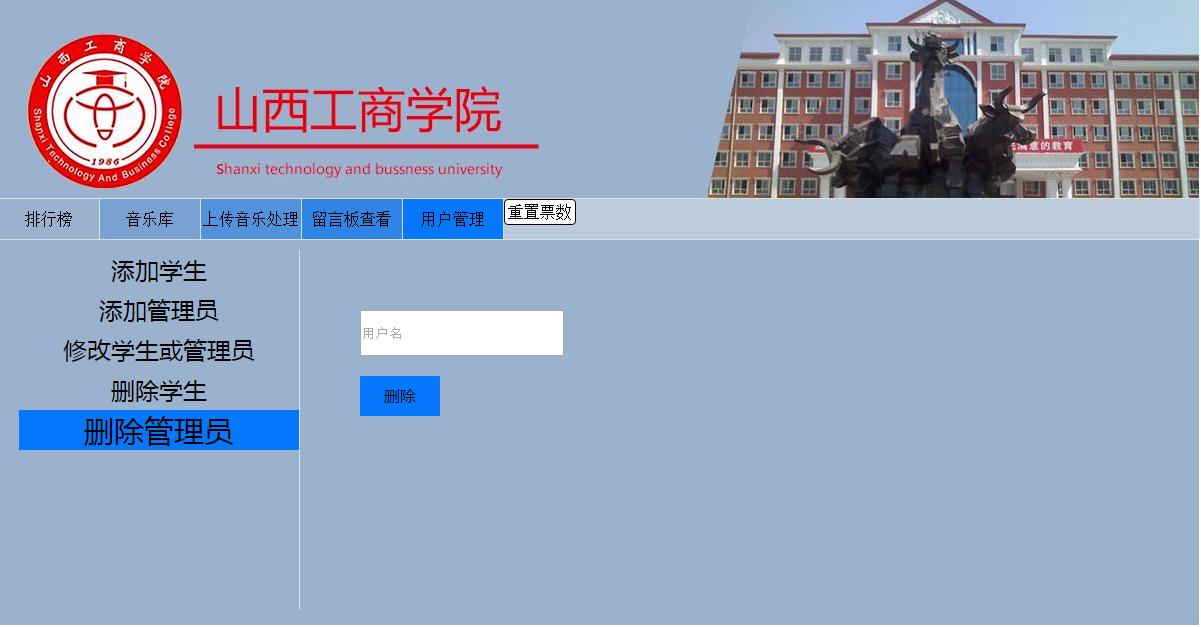 山西工商学院
Shanxi Technology And Business College
1986
山西工商学院
Shanxi technology and bussness university
满意的教育
排行榜
音乐库
上传音乐处理
留言板查看
用户管理
重置票数
添加学生
添加管理员
修改学生或管理员
删除学生
删除管理员
用户名
删除